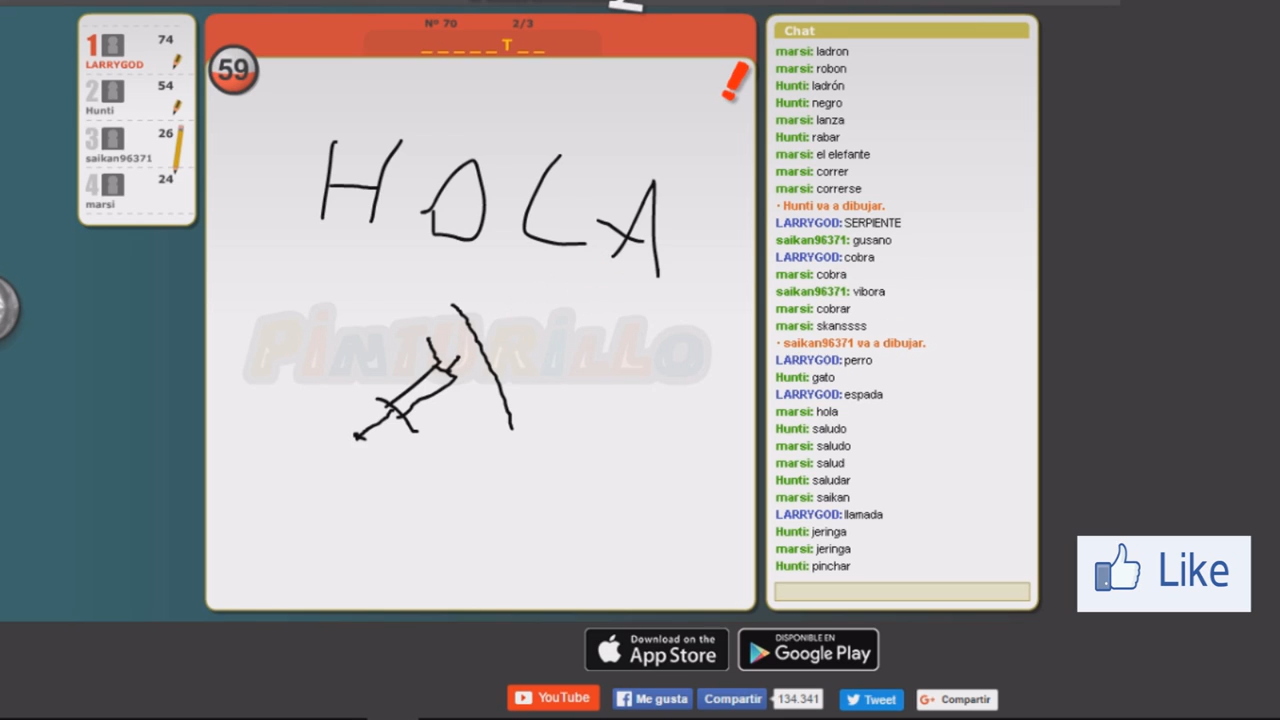 1
74
LARRYGOD
2
54
Hunti
3
26
saikan96371
4
24
marsi
Nº 70 2/3
_ _ _ _ _ T _ _
59
HOLA
PINTURILLO
Chat
marsi: ladron
marsi: robon
Hunti: ladrón
Hunti: negro
marsi: lanza
Hunti: rabar
marsi: el elefante
marsi: correr
marsi: correrse
· Hunti va a dibujar.
LARRYGOD: SERPIENTE
saikan96371: gusano
LARRYGOD: cobra
marsi: cobra
saikan96371: vibora
marsi: cobrar
marsi: skanssss
· saikan96371 va a dibujar.
LARRYGOD: perro
Hunti: gato
LARRYGOD: espada
marsi: hola
Hunti: saludo
marsi: saludo
marsi: salud
Hunti: saludar
marsi: saikan
LARRYGOD: llamada
Hunti: jeringa
marsi: jeringa
Hunti: pinchar
Like
Download on the
App Store
DISPONIBLE EN
Google Play
YouTube
Me gusta
Compartir
134.341
Tweet
G+ Compartir